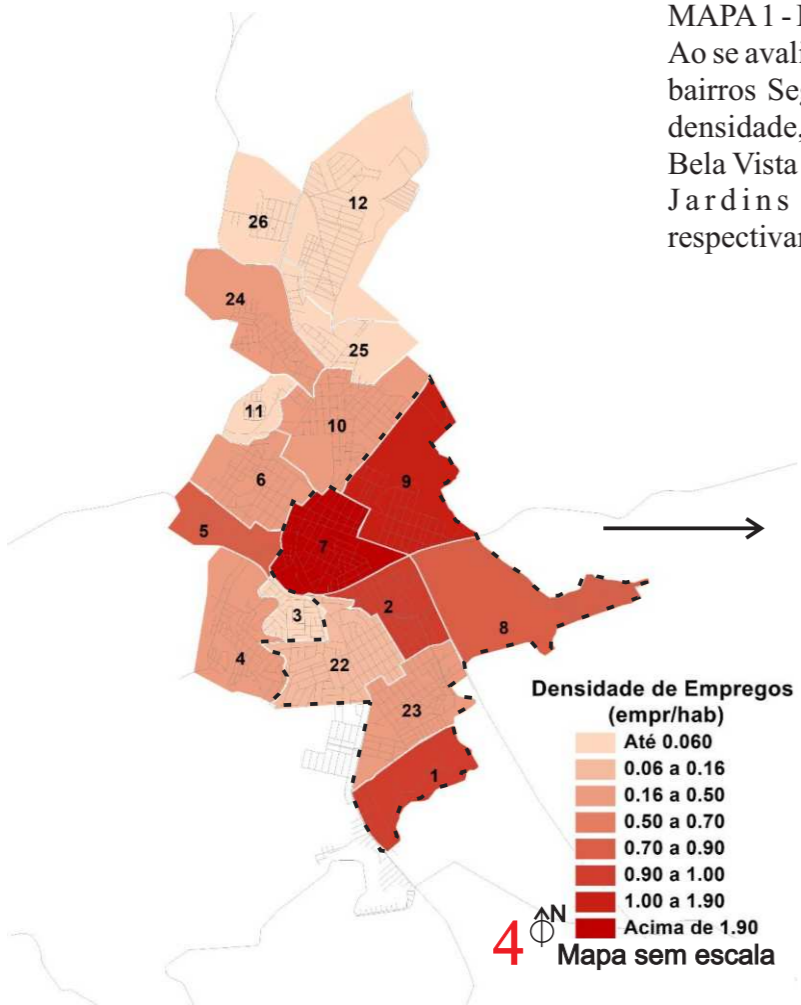 MAPA 1 -
Ao se
bairros
densidade,
Bela Vista
Jardins
12
26
24
25
11
10
6
9
5
7
2
3
8
4
22
23
1
Densidade de Empregos
(empr/hab)
Até 0.060
0.06 a 0.16
0.16 a 0.50
0.50 a 0.70
0.70 a 0.90
0.90 a 1.00
1.00 a 1.90
Acima de 1.90
4 N
Mapa sem escala